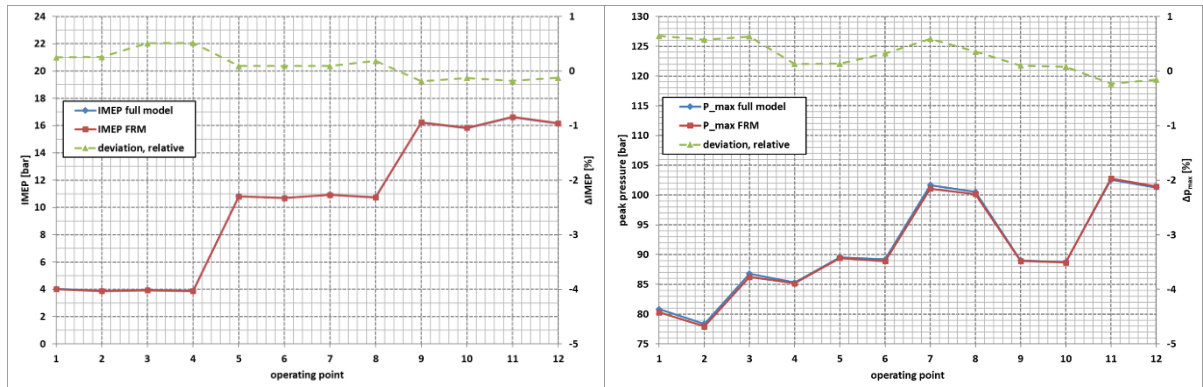 24
22
20
18
16
14
12
10
8
6
4
2
0
IMEP [bar]
IMEP full model
IMEP FRM
deviation, relative
1
0
-1
-2
-3
-4
-5
ΔIMEP [%]
1 2 3 4 5 6 7 8 9 10 11 12
operating point
130
125
120
115
110
105
100
95
90
85
80
75
peak pressure [bar]
P_max full model
P_max FRM
deviation, relative
1
0
-1
-2
-3
-4
-5
Δpmax [%]
1 2 3 4 5 6 7 8 9 10 11 12
operating point